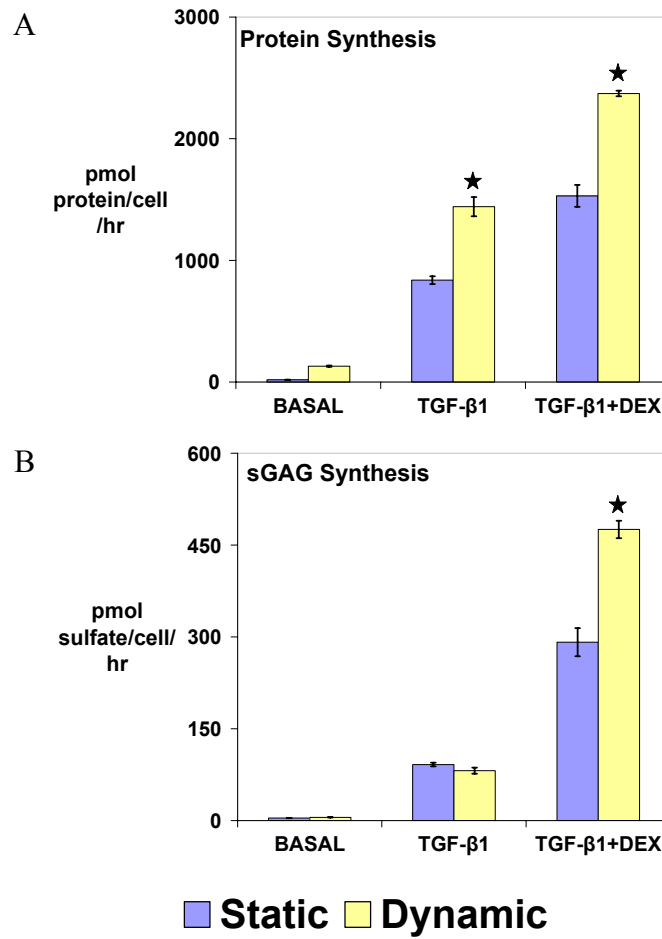 A
Protein Synthesis
3000
2000
1000
0
pmol
protein/cell
/hr
BASAL TGF-β1 TGF-β1+DEX
B
sGAG Synthesis
600
450
300
150
0
pmol
sulfate/cell/
hr
BASAL TGF-β1 TGF-β1+DEX
Static Dynamic